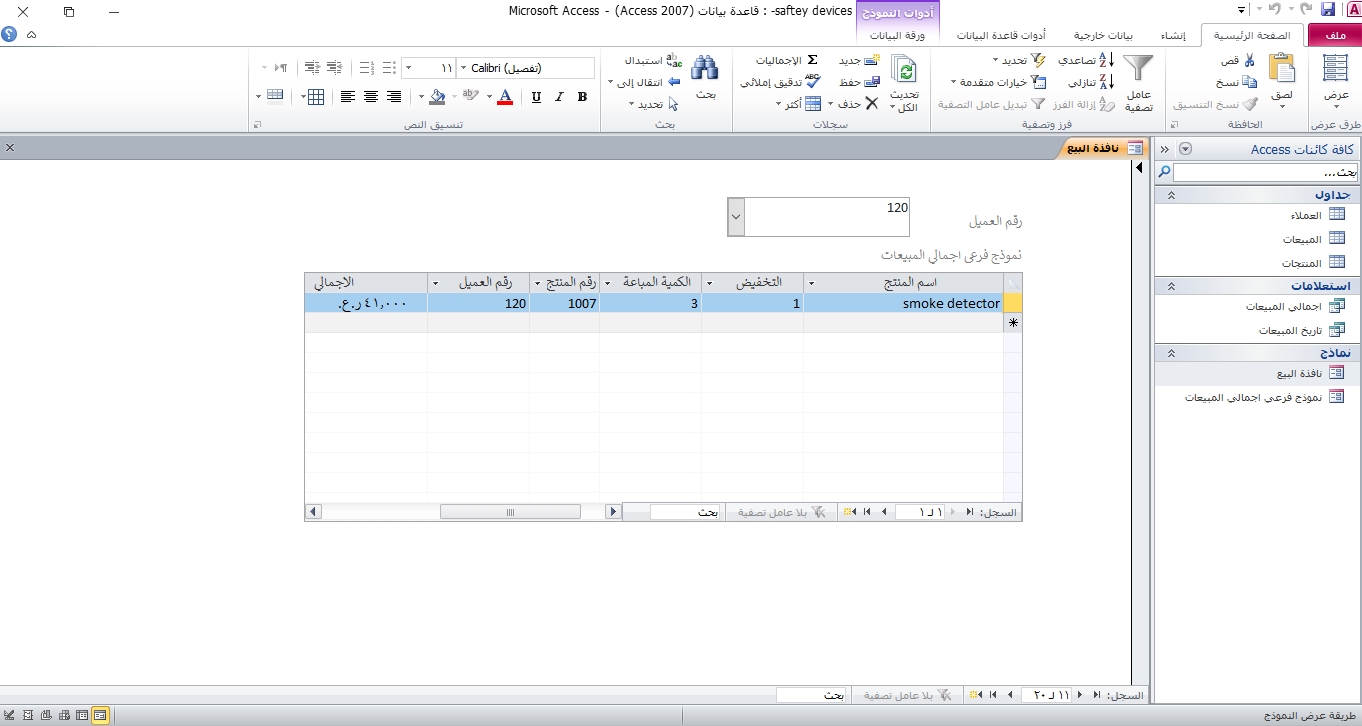 أدوات النموذج
saftey devices- : قاعدة بيانات (Access 2007) - Microsoft Access
ملف
الصفحة الرئيسية
إنشاء
بيانات خارجية
أدوات قاعدة البيانات
ورقة البيانات
عرض
طرق عرض
لصق
قص
نسخ
نسخ التنسيق
الحافظة
عامل تصفية
تصاعدي
تنازلي
إزالة الفرز
تحديد
خيارات متقدمة
تبديل عامل التصفية
فرز وتصفية
تحديث الكل
جديد
حفظ
حذف
الإجماليات
تدقيق إملائي
أكثر
سجلات
بحث
استبدال
انتقال إلى
تحديد
بحث
Calibri (تفصيل)
١١
B I U A
تنسيق النص
كافة كائنات Access
بحث...
جداول
العملاء
المبيعات
المنتجات
استعلامات
اجمالي المبيعات
تاريخ المبيعات
نماذج
نافذة البيع
نموذج فرعي اجمالي المبيعات
نافذة البيع
رقم العميل 120
نموذج فرعي اجمالي المبيعات
اسم المنتج التخفيض الكمية المباعة رقم المنتج رقم العميل الاجمالي
smoke detector 1 3 1007 120 ٤١,٠٠٠ ر.ع.
السجل: ١ لـ ١ بلا عامل تصفية بحث
السجل: ١١ لـ ٢٠ بلا عامل تصفية بحث
طريقة عرض النموذج